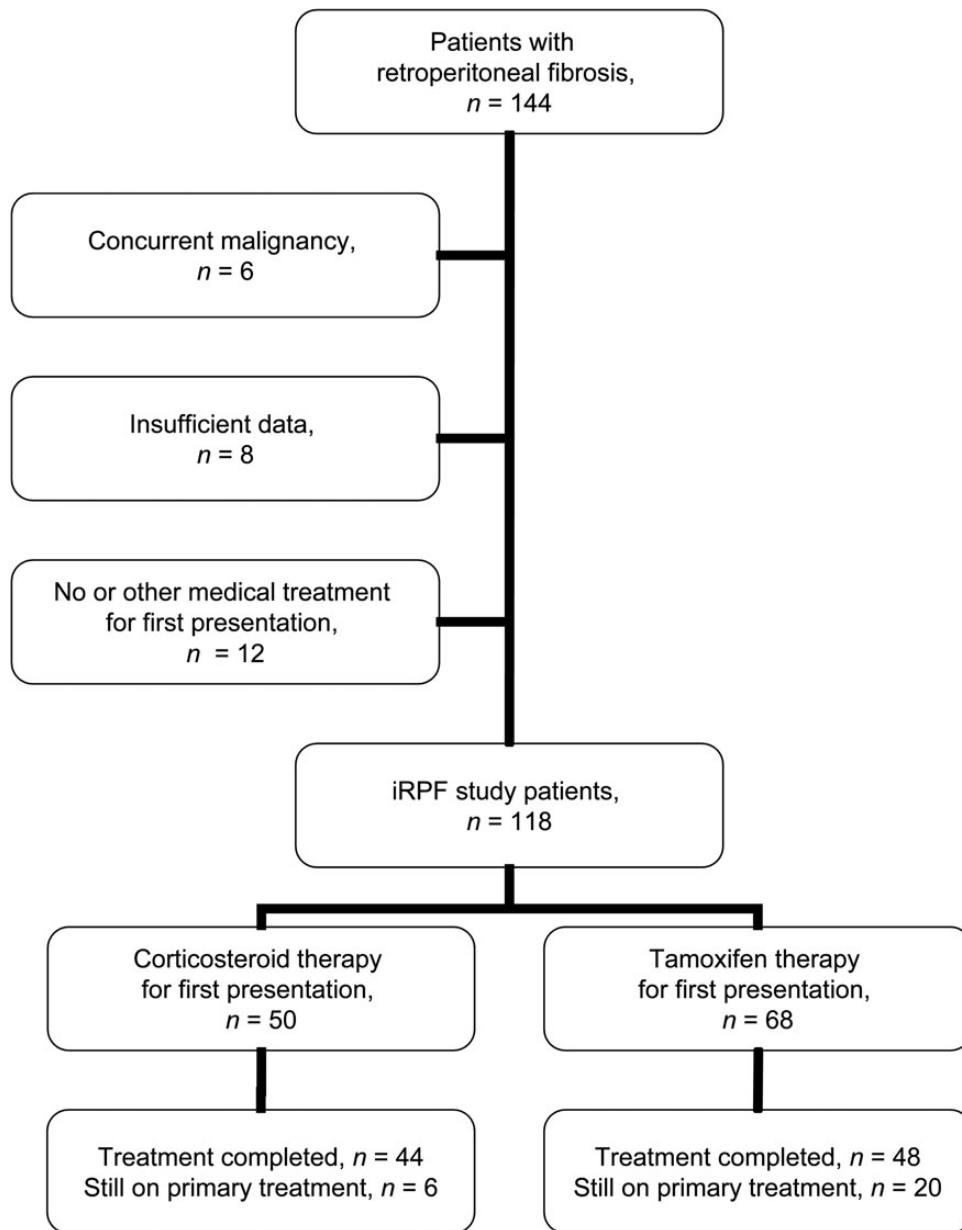 Patients with
retroperitoneal fibrosis,
n = 144
Concurrent malignancy,
n = 6
Insufficient data,
n = 8
No or other medical treatment
for first presentation,
n = 12
iRPF study patients,
n = 118
Corticosteroid therapy
for first presentation,
n = 50
Tamoxifen therapy
for first presentation,
n = 68
Treatment completed, n = 44
Still on primary treatment, n = 6
Treatment completed, n = 48
Still on primary treatment, n = 20